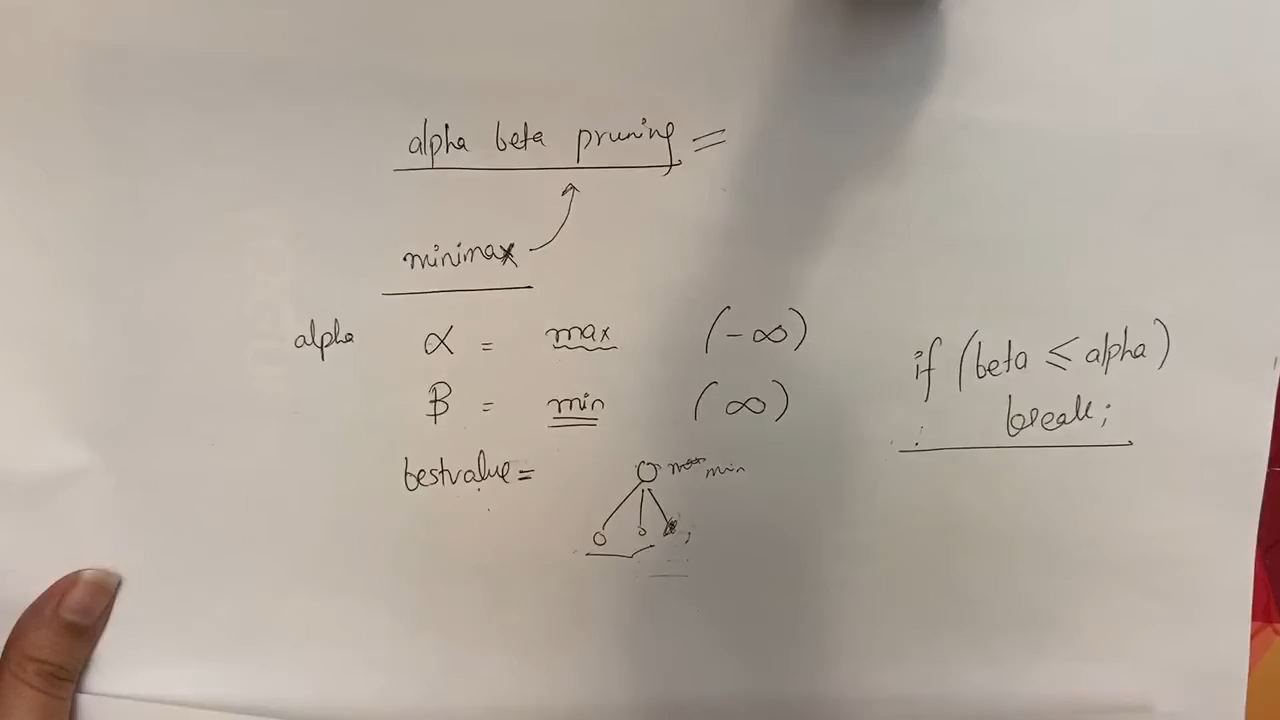 alpha beta pruning =
minimax
alpha α = max (-∞)
β = min (∞)
if (beta ≤ alpha)
break;
bestvalue =
min